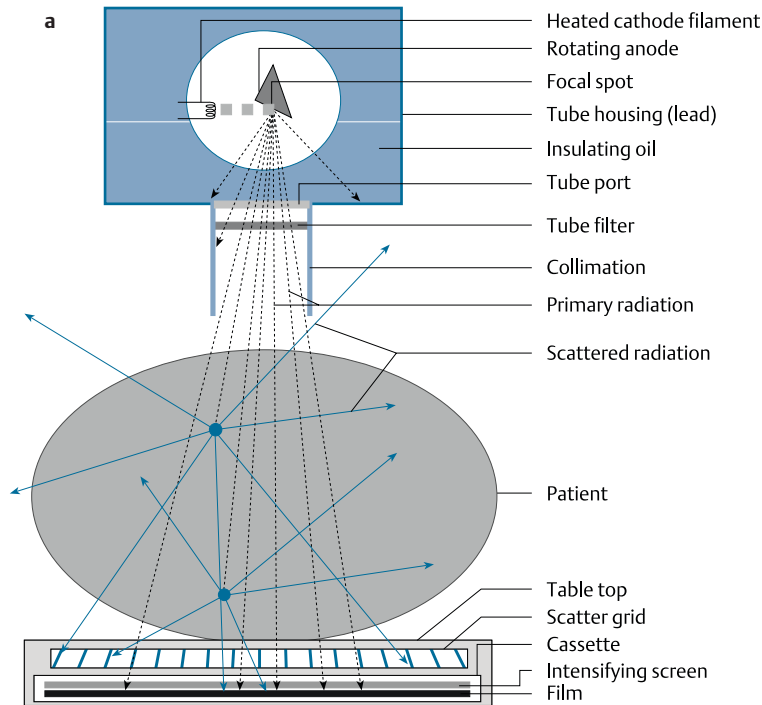 a
Heated cathode filament
Rotating anode
Focal spot
Tube housing (lead)
Insulating oil
Tube port
Tube filter
Collimation
Primary radiation
Scattered radiation
Patient
Table top
Scatter grid
Cassette
Intensifying screen
Film